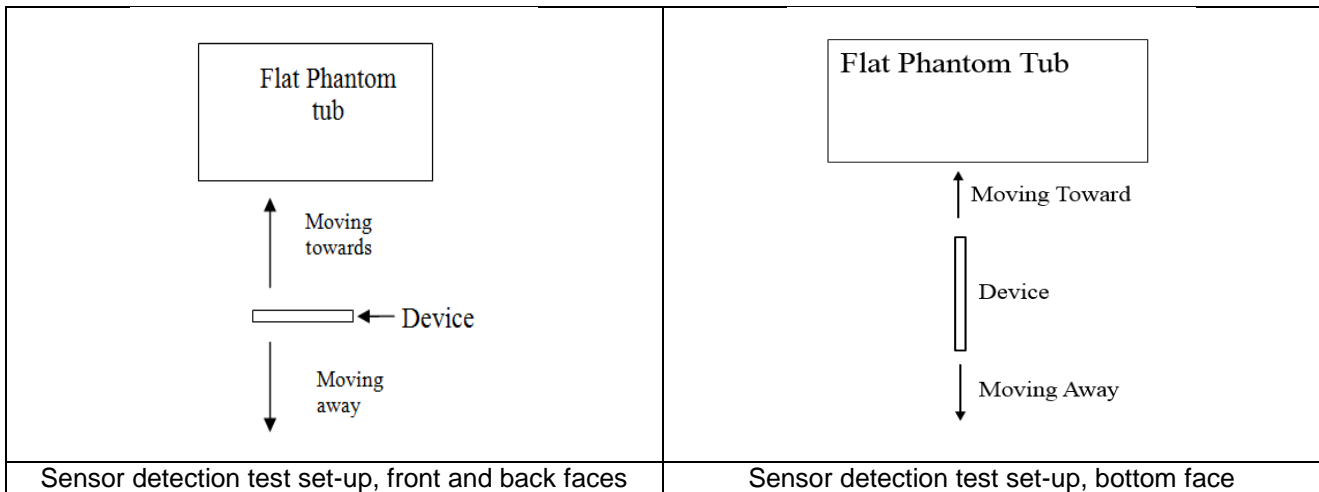 Flat Phantom
tub
Moving
towards
Device
Moving
away
Sensor detection test set-up, front and back faces
Flat Phantom Tub
Moving Toward
Device
Moving Away
Sensor detection test set-up, bottom face